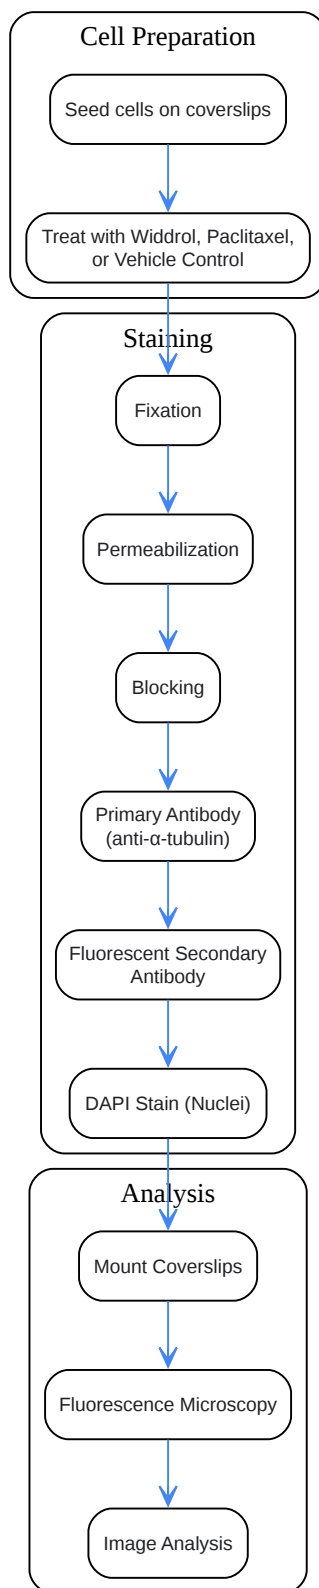 Cell Preparation
Seed cells on coverslips
Treat with Widdrol, Paclitaxel,
or Vehicle Control
Staining
Fixation
Permeabilization
Blocking
Primary Antibody
(anti-α-tubulin)
Fluorescent Secondary
Antibody
DAPI Stain (Nuclei)
Analysis
Mount Coverslips
Fluorescence Microscopy
Image Analysis